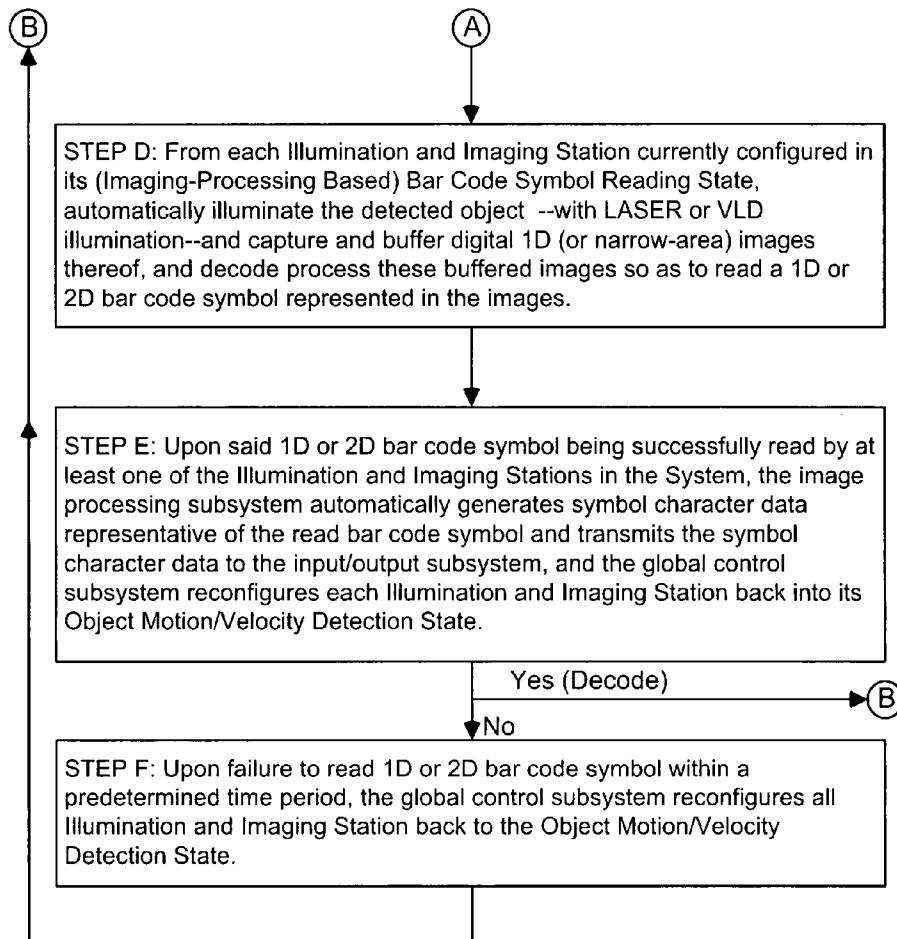 B
A
STEP D: From each Illumination and Imaging Station currently configured in
its (Imaging-Processing Based) Bar Code Symbol Reading State,
automatically illuminate the detected object --with LASER or VLD
illumination--and capture and buffer digital 1D (or narrow-area) images
thereof, and decode process these buffered images so as to read a 1D or
2D bar code symbol represented in the images.
STEP E: Upon said 1D or 2D bar code symbol being successfully read by at
least one of the Illumination and Imaging Stations in the System, the image
processing subsystem automatically generates symbol character data
representative of the read bar code symbol and transmits the symbol
character data to the input/output subsystem, and the global control
subsystem reconfigures each Illumination and Imaging Station back into its
Object Motion/Velocity Detection State.
Yes (Decode)
B
No
STEP F: Upon failure to read 1D or 2D bar code symbol within a
predetermined time period, the global control subsystem reconfigures all
Illumination and Imaging Station back to the Object Motion/Velocity
Detection State.